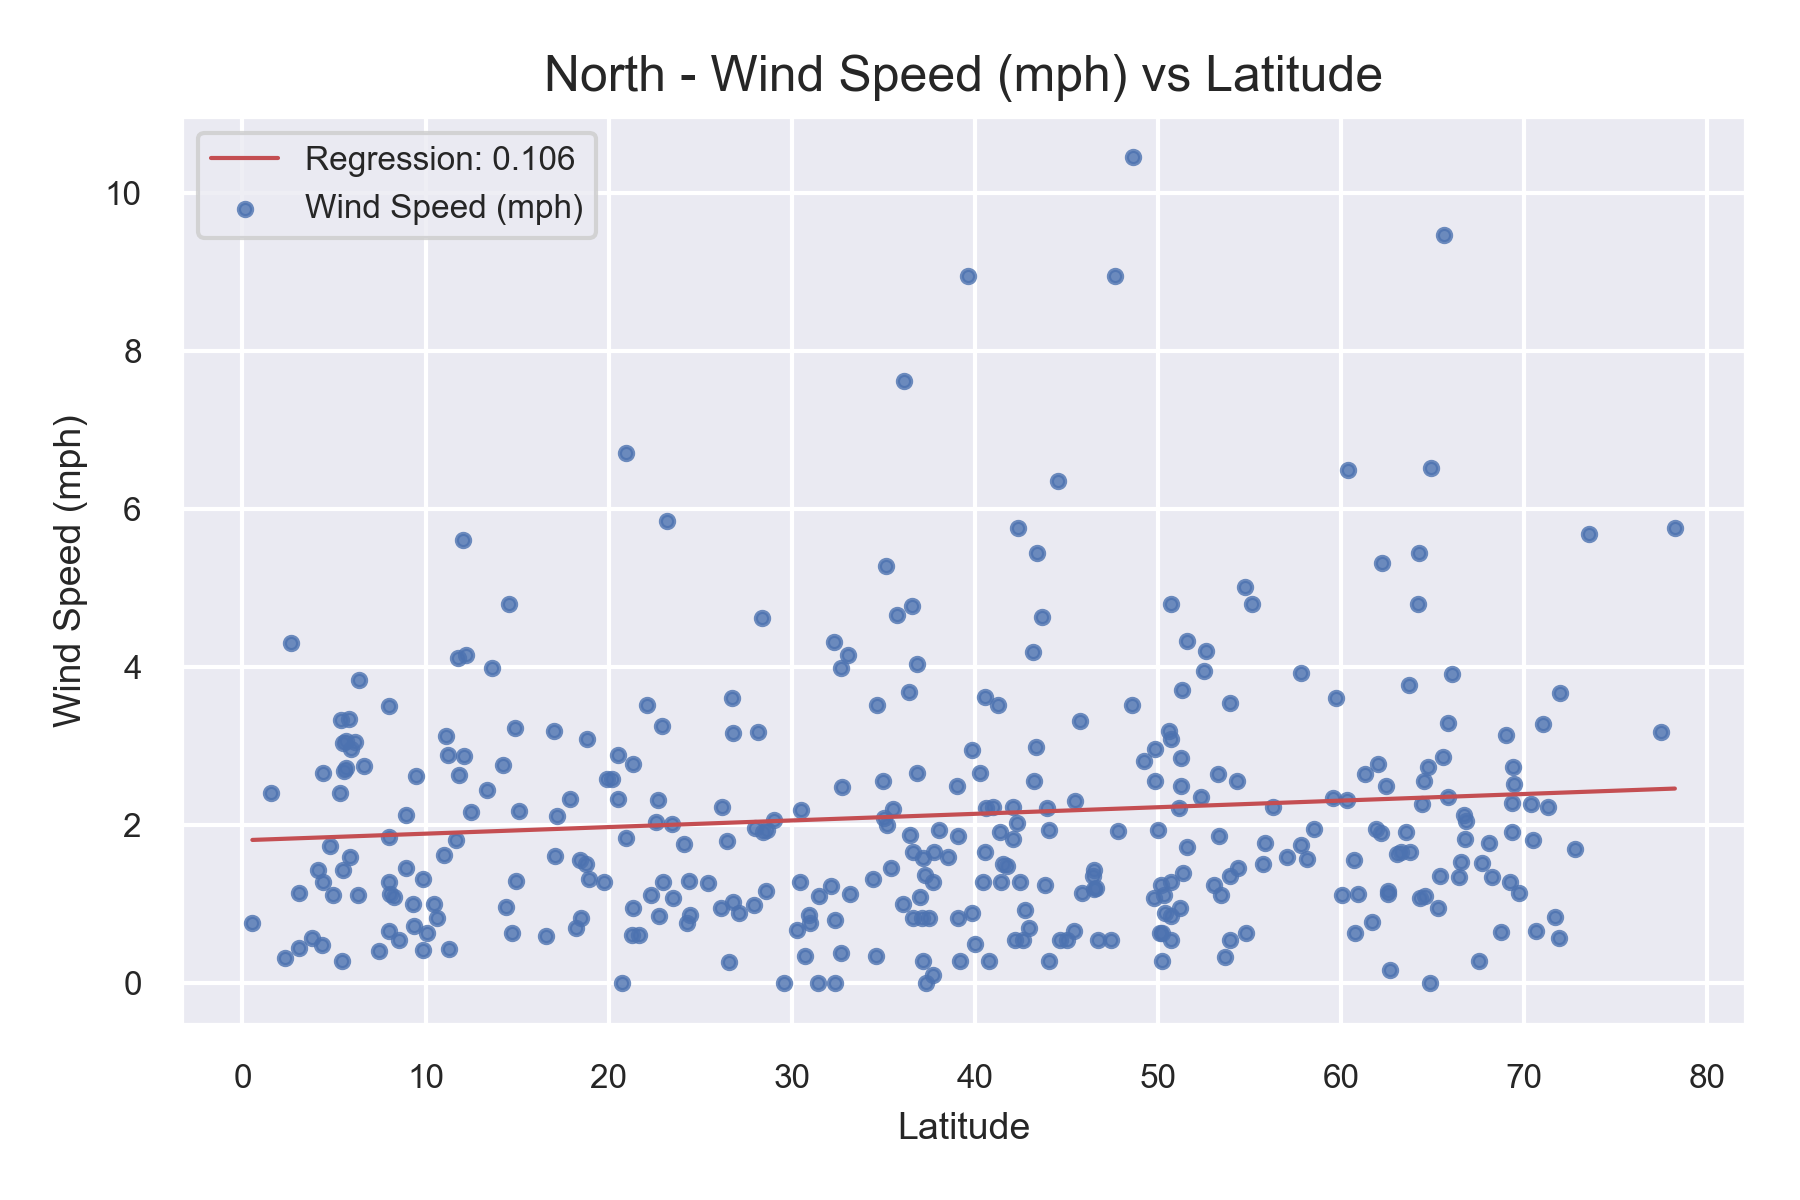 North - Wind Speed (mph) vs Latitude
Regression: 0.106
Wind Speed (mph)
Wind Speed (mph)
10
8
6
4
2
0
0 10 20 30 40 50 60 70 80
Latitude